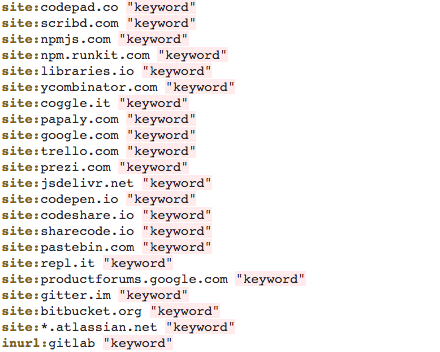 site:codepad.co "keyword"
site:scribd.com "keyword"
site:npmjs.com "keyword"
site:npm.runkit.com "keyword"
site:libraries.io "keyword"
site:ycombinator.com "keyword"
site:coggle.it "keyword"
site:papaly.com "keyword"
site:google.com "keyword"
site:trello.com "keyword"
site:prezi.com "keyword"
site:jsdelivr.net "keyword"
site:codepen.io "keyword"
site:codeshare.io "keyword"
site:sharecode.io "keyword"
site:pastebin.com "keyword"
site:repl.it "keyword"
site:productforums.google.com "keyword"
site:gitter.im "keyword"
site:bitbucket.org "keyword"
site:*.atlassian.net "keyword"
inurl:gitlab "keyword"